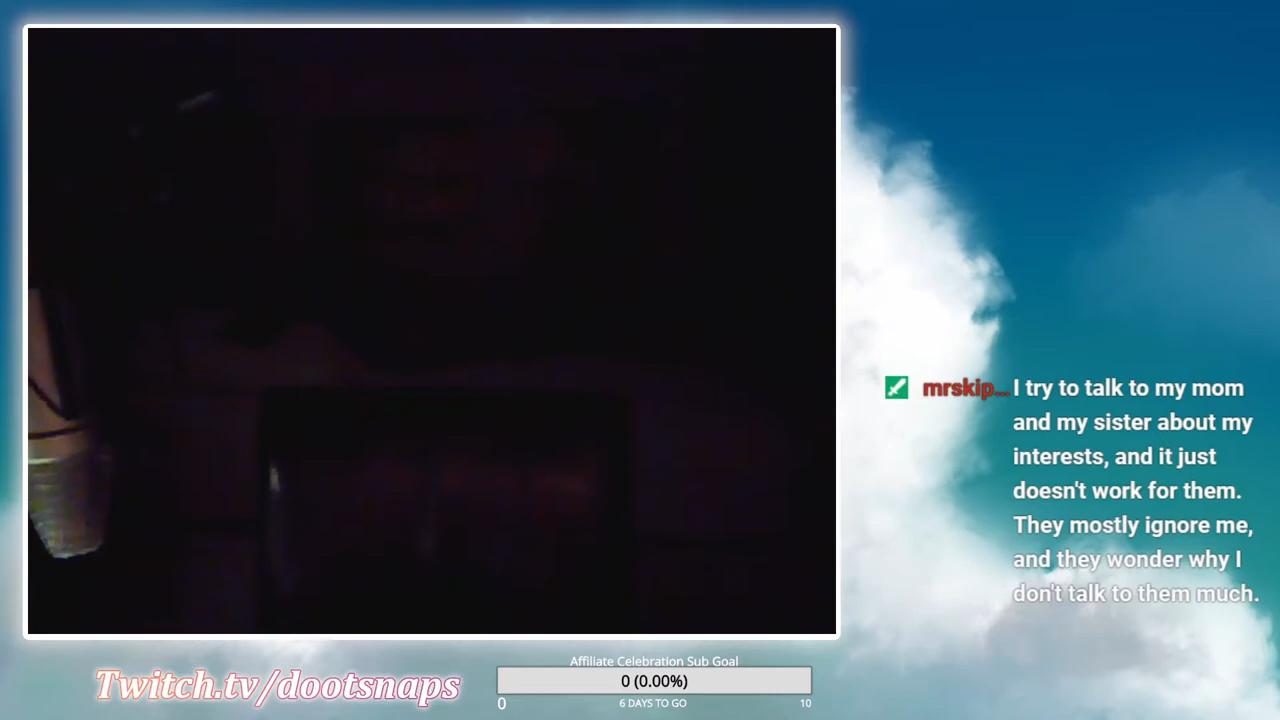 mrskip... I try to talk to my mom
and my sister about my
interests, and it just
doesn't work for them.
They mostly ignore me,
and they wonder why I
don't talk to them much.
Affiliate Celebration Sub Goal
0 (0.00%)
0 6 DAYS TO GO 10
Twitch.tv/dootsnaps